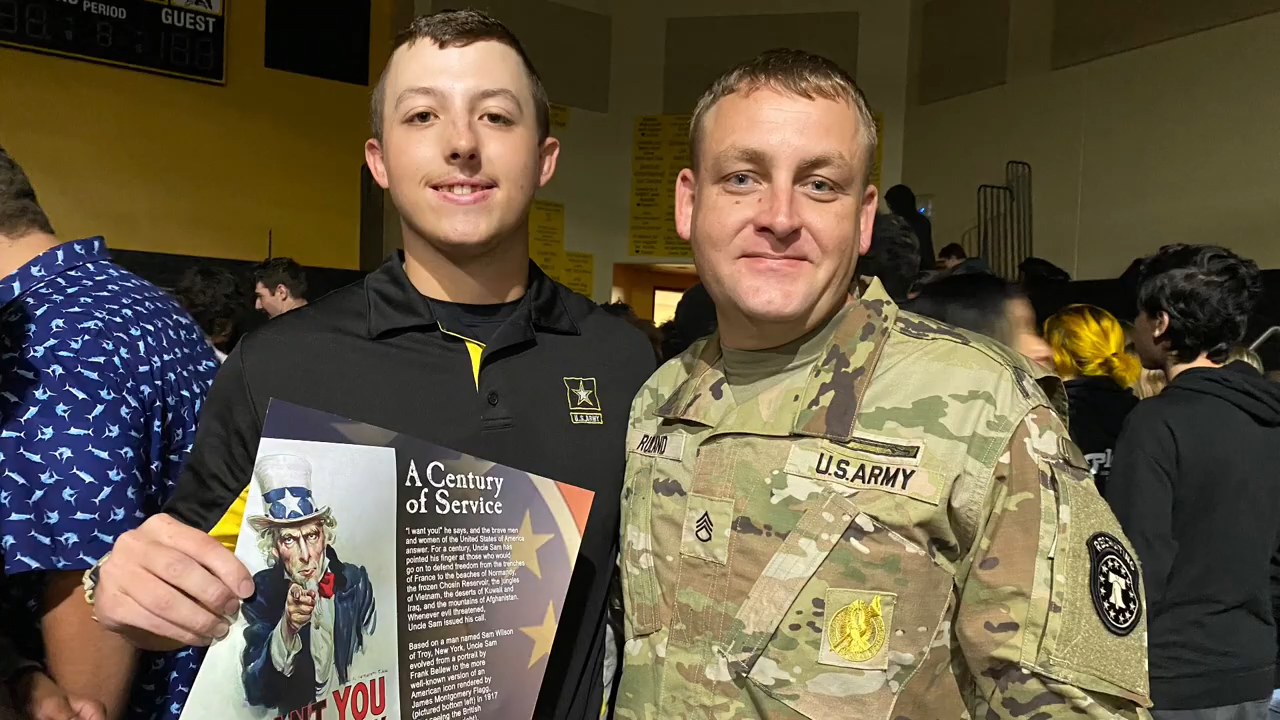 PERIOD
GUEST
U.S.ARMY
U.S.ARMY
A Century
of Service
"I want you!" he says, and the brave men
and women of the United States of America
answer. For a century, Uncle Sam has
pointed his finger at those who would
go on to defend freedom from the trenches
of France to the beaches of Normandy,
the frozen Chosin Reservoir, the jungles
of Vietnam, the deserts of Kuwait and
Iraq, and the mountains of Afghanistan.
Whenever evil threatened,
Uncle Sam issued his call.
Based on a man named Sam Wilson
of Troy, New York, Uncle Sam
evolved from a portrait by
Frank Bellew to the more
well-known version of an
American icon rendered by
James Montgomery Flagg,
(pictured bottom left) in 1917
seeing the British
YOU